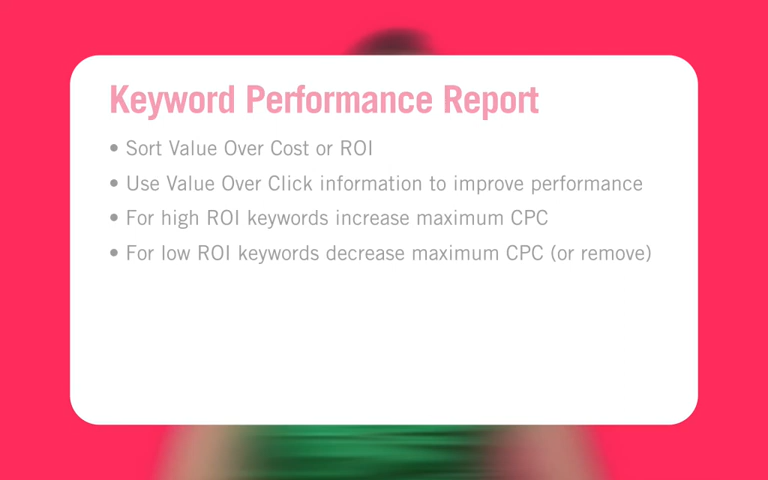 Keyword Performance Report
• Sort Value Over Cost or ROI
• Use Value Over Click information to improve performance
• For high ROI keywords increase maximum CPC
• For low ROI keywords decrease maximum CPC (or remove)